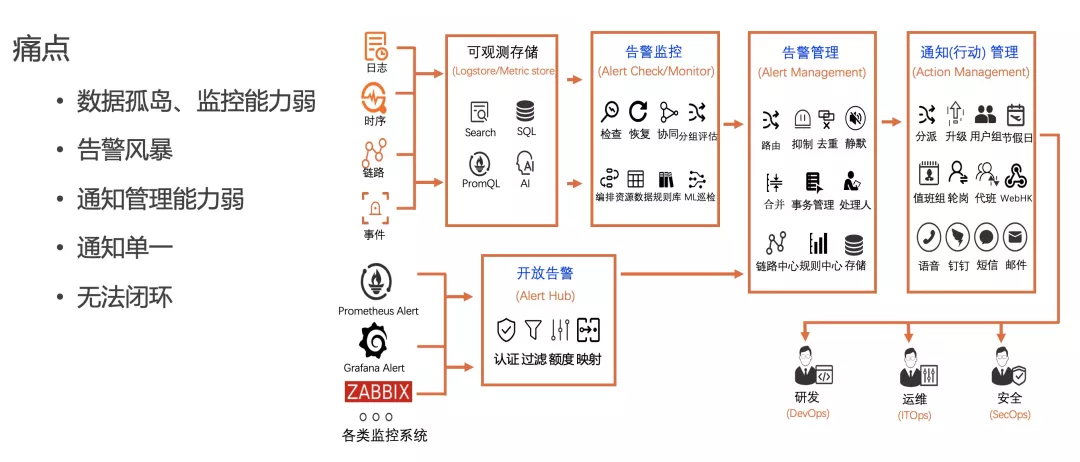 痛点
• 数据孤岛、监控能力弱
• 告警风暴
• 通知管理能力弱
• 通知单一
• 无法闭环
日志
时序
链路
事件
Prometheus Alert
Grafana Alert
ZABBIX
各类监控系统
可观测存储
(Logstore/Metric store)
Search SQL
PromQL AI
AI
告警监控
(Alert Check/Monitor)
检查 恢复 协同 分组评估
编排 资源数据 规则库 ML巡检
开放告警
(Alert Hub)
认证 过滤 额度 映射
告警管理
(Alert Management)
路由 抑制 去重 静默
合并 事务管理 处理人
链路中心 规则中心 存储
通知(行动) 管理
(Action Management)
分派 升级 用户组 节假日
值班组 轮岗 代班 WebHK
语音 钉钉 短信 邮件
研发
(DevOps)
运维
(ITOps)
安全
(SecOps)